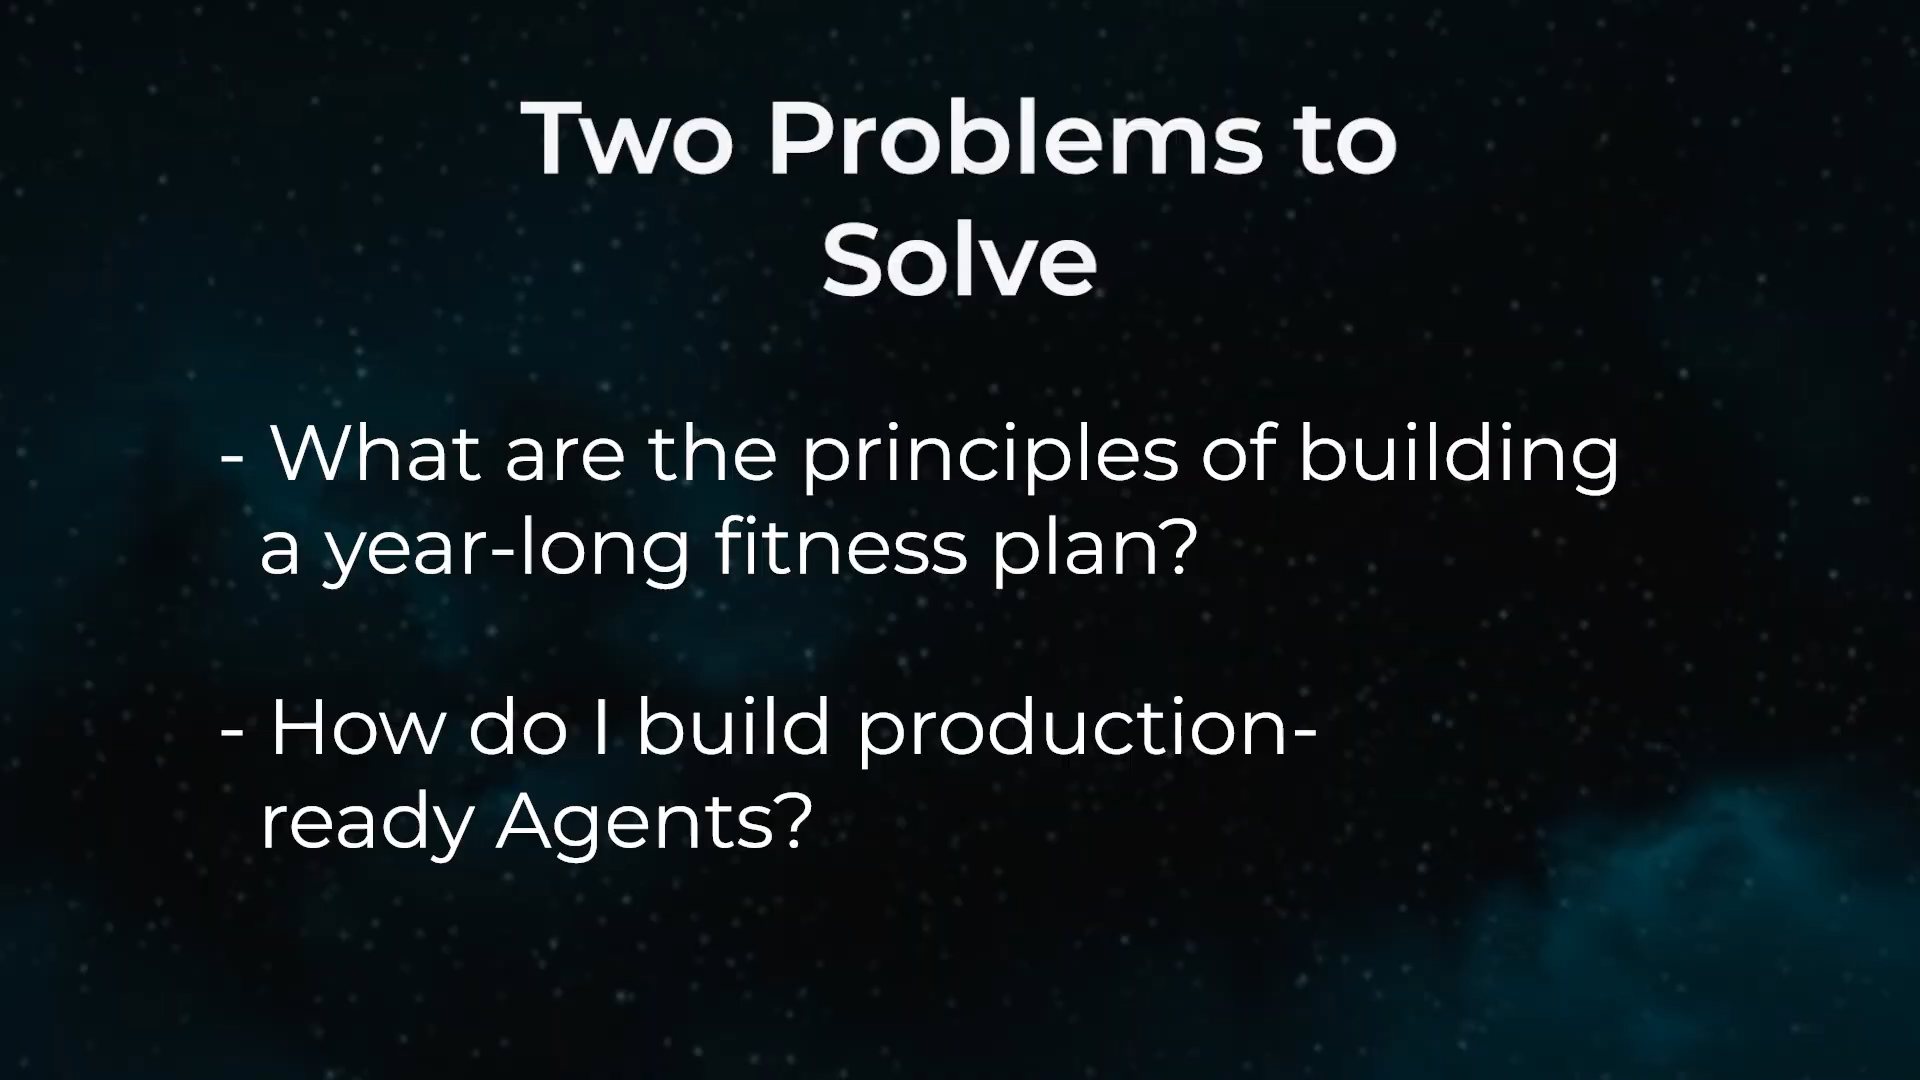 Two Problems to
Solve
- What are the principles of building
a year-long fitness plan?
- How do I build production-
ready Agents?